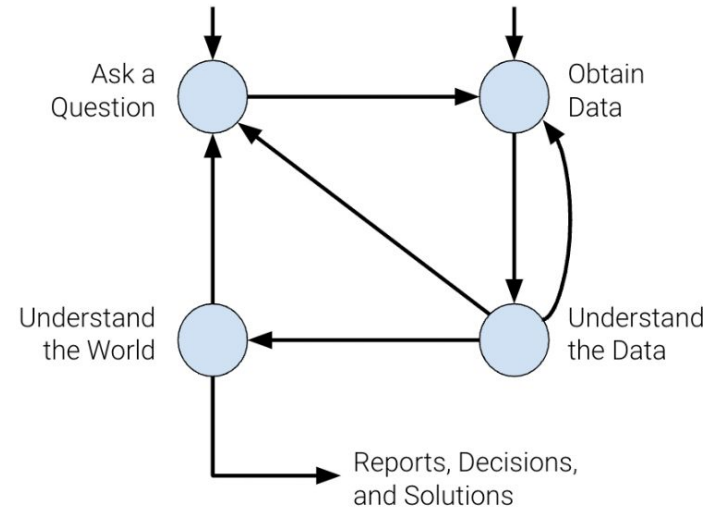 Ask a
Question
Obtain
Data
Understand
the World
Understand
the Data
Reports, Decisions,
and Solutions